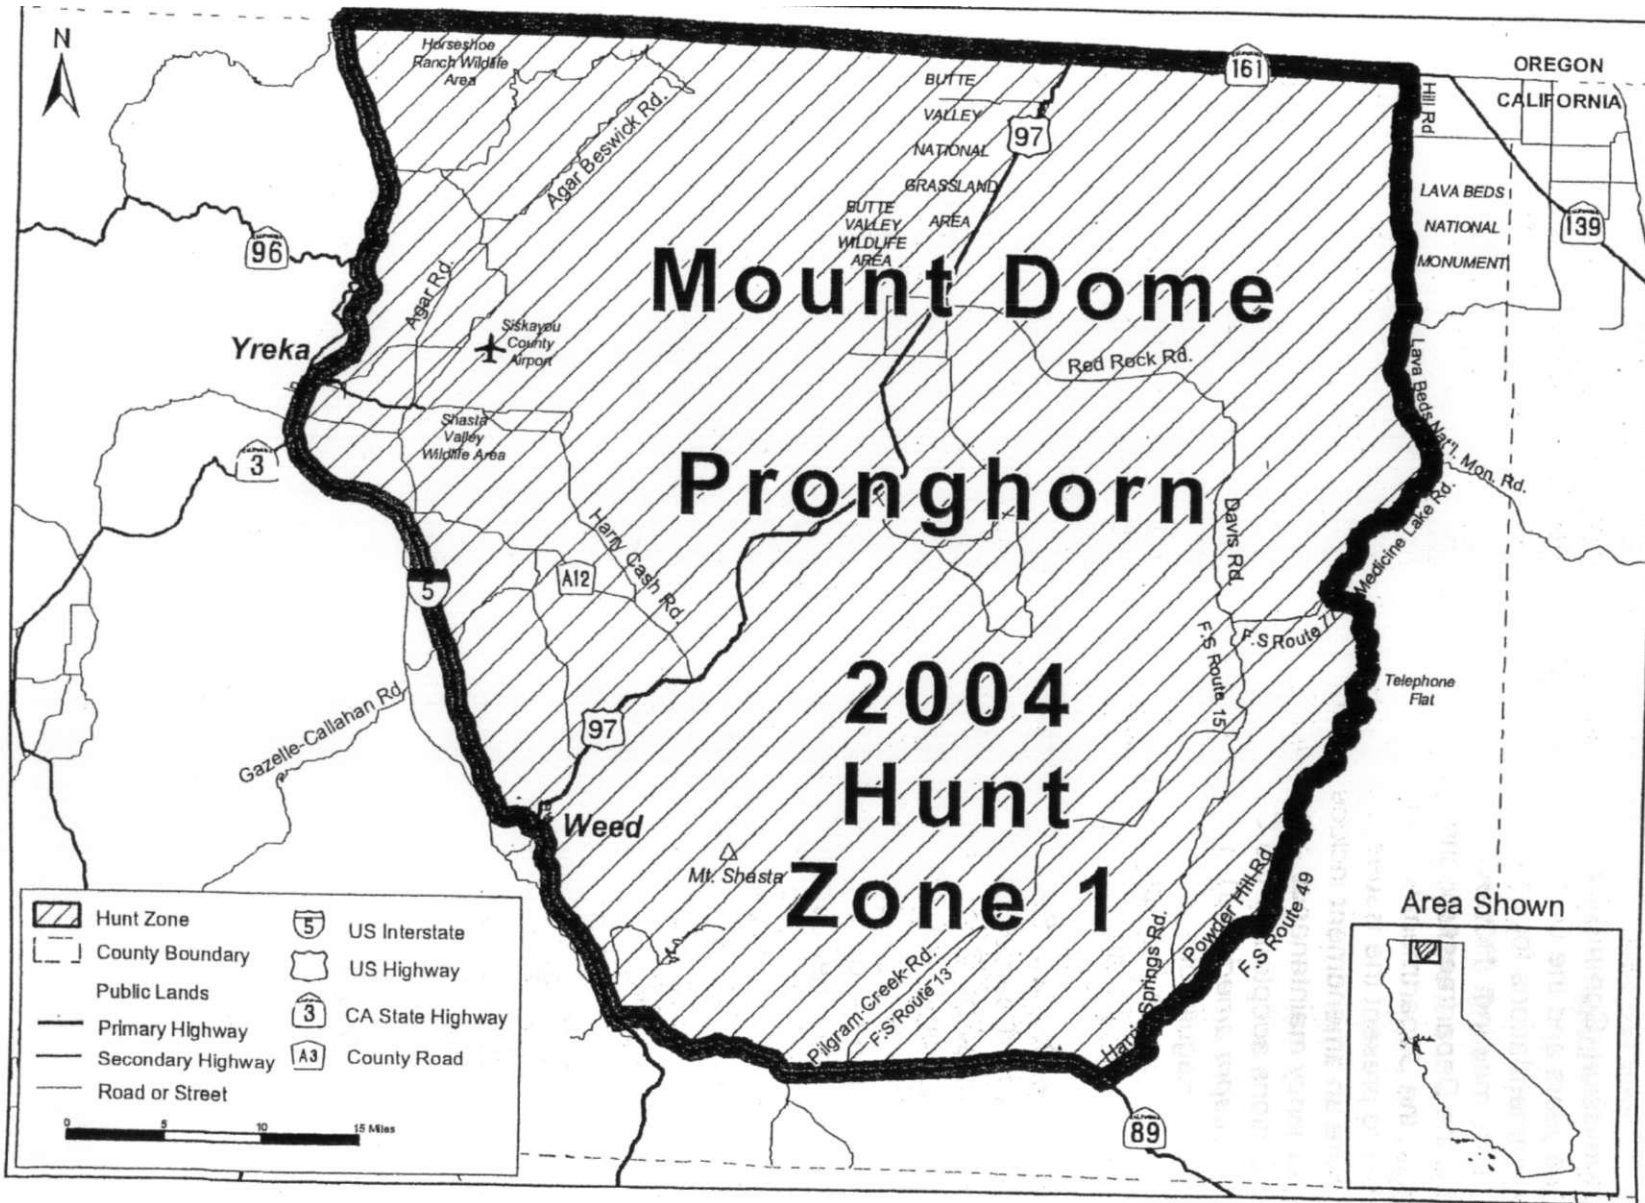 N
Horseshoe
Ranch Wildlife
Area
161
OREGON
CALIFORNIA
Hill Rd
BUTTE
VALLEY
NATIONAL
GRASSLAND
AREA
97
Agar Beswick Rd.
BUTTE
VALLEY
WILDLIFE
AREA
LAVA BEDS
NATIONAL
MONUMENT
139
96
Agar Rd.
Mount Dome
Yreka
Siskayou
County
Airport
Red Rock Rd.
Lava Beds Nat'l. Mon. Rd.
Shasta
Valley
Wildlife Area
3
Pronghorn
Medicine Lake Rd.
Davis Rd.
Harry Cash Rd.
A12
5
F.S Route 77
F.S Route 15
Telephone
Flat
2004
Hunt
Zone 1
Gazelle-Callahan Rd.
97
Weed
Mt. Shasta
Powder Hill Rd.
F.S Route 49
Harris Springs Rd.
Pilgram-Creek-Rd.
F.S Route 13
89
Hunt Zone
County Boundary
Public Lands
Primary Highway
Secondary Highway
Road or Street
5 US Interstate
US Highway
3 CA State Highway
A3 County Road
0 5 10 15 Miles
Area Shown